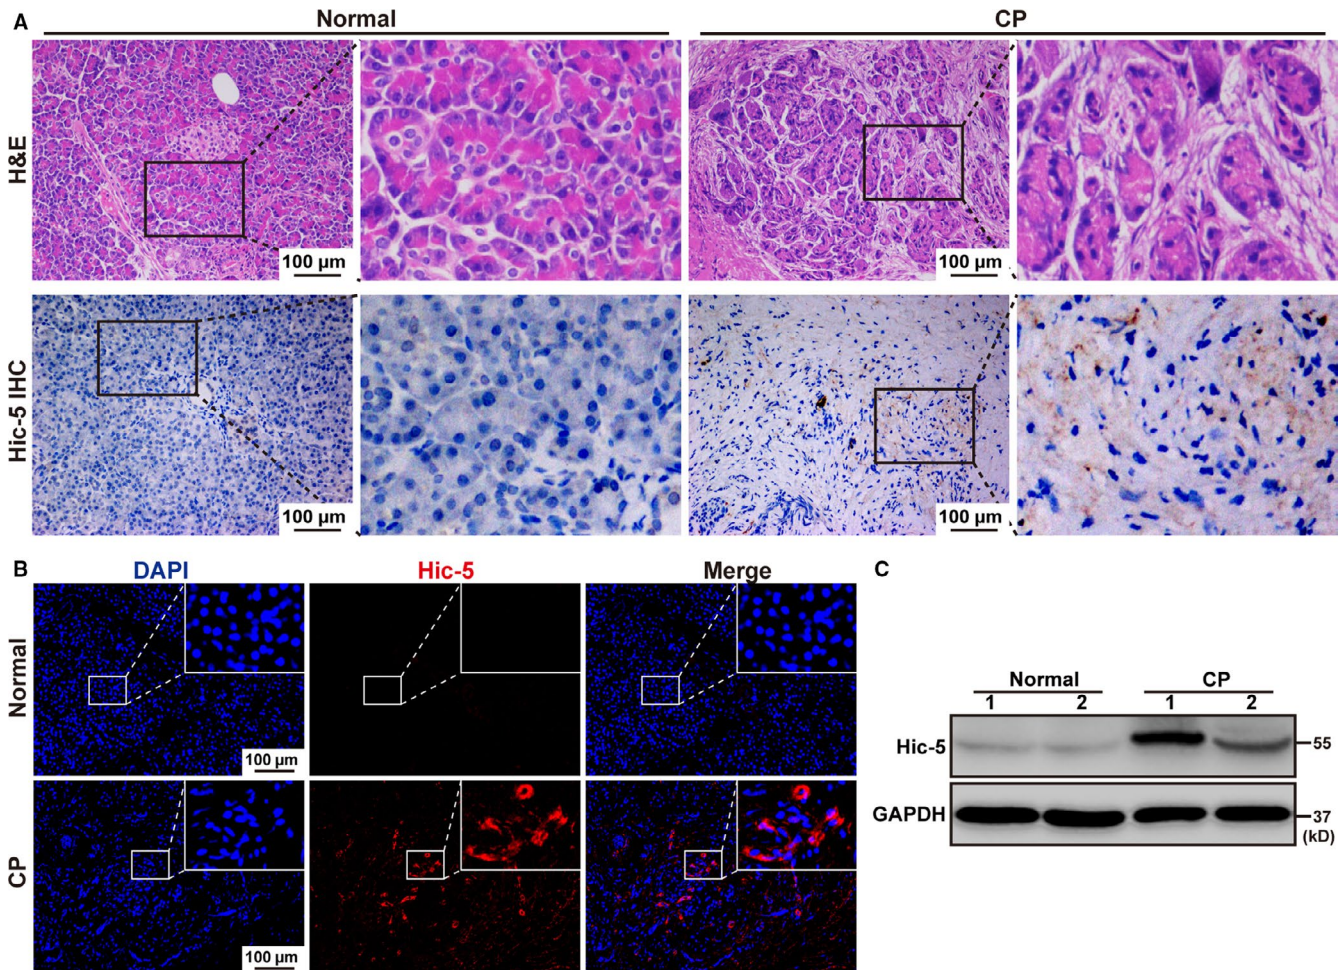 A
Normal
CP
H&E
100 µm
100 µm
Hic-5 IHC
100 µm
100 µm
B
DAPI
Hic-5
Merge
Normal
100 µm
CP
100 µm
C
Normal
CP
1
2
1
2
Hic-5
55
GAPDH
37
(kD)